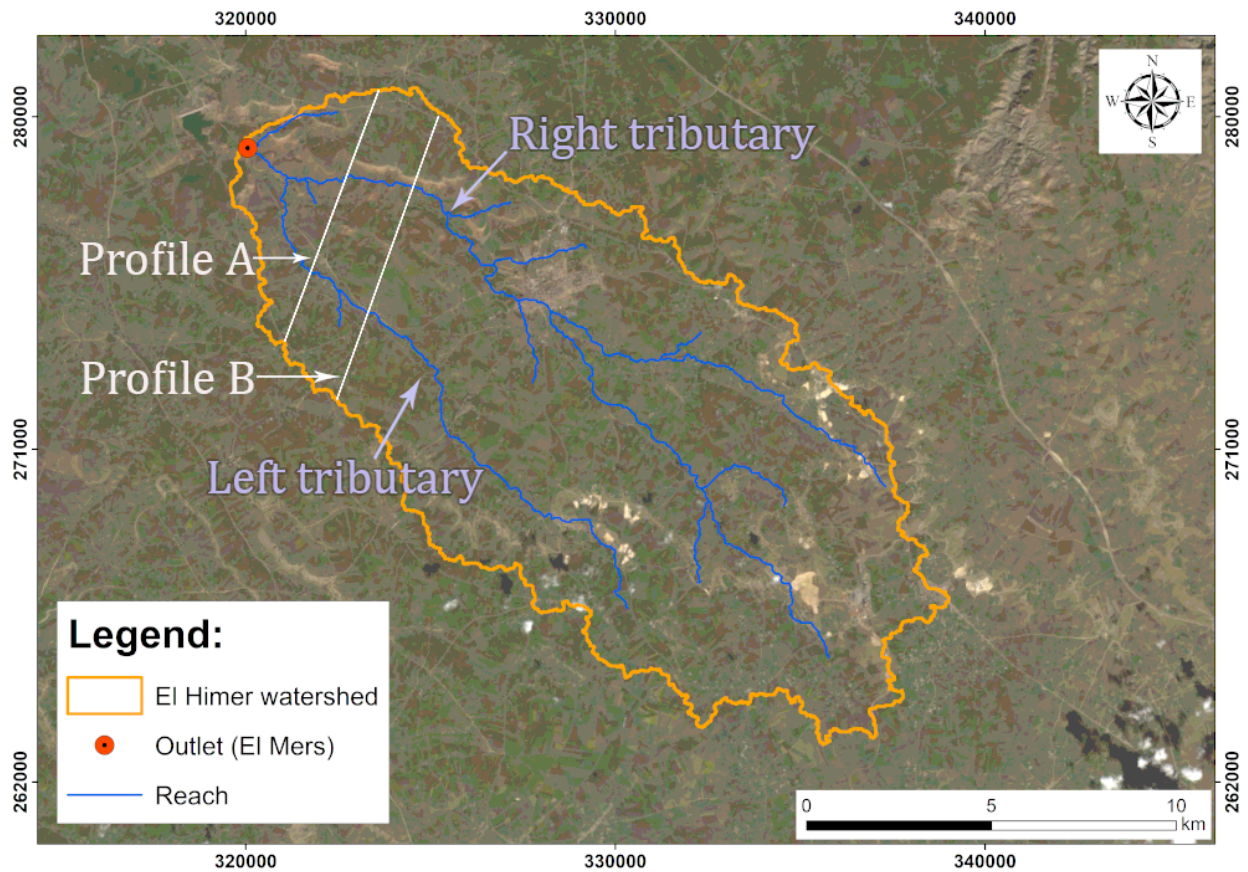 320000 330000 340000
280000 280000
N
W E
S
Right tributary
Profile A
Profile B
271000 271000
Left tributary
Legend:
El Himer watershed
Outlet (El Mers)
Reach
262000 262000
0 5 10
km
320000 330000 340000